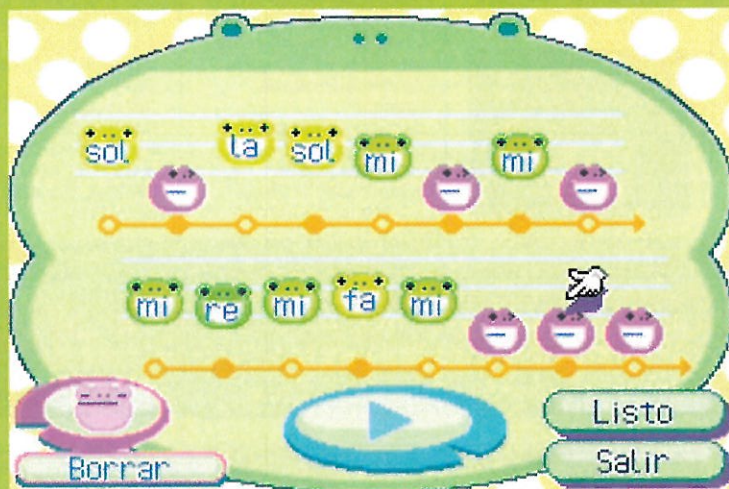 sol – la sol mi – mi –
mi re mi fa mi – – –
Listo
Borrar
Salir